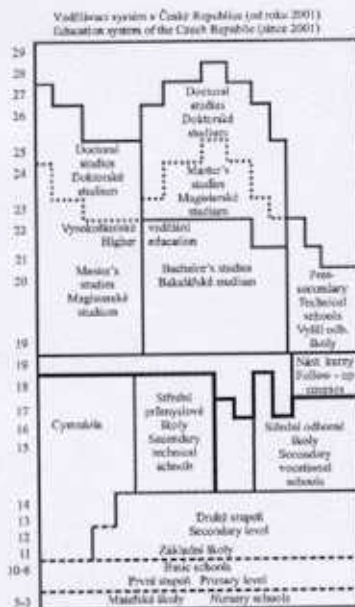 Vzdělávací systém v České Republice (od roku 2001)
Education system of the Czech Republic (since 2001)
29
28
27
26
25
24
23
22
21
20
19
19
18
17
16
15
14
13
12
11
10-6
5-3
Doctoral
studies
Doktorské
studium
Doctoral
studies
Doktorské
studium
Master's
studies
Magisterské
studium
Vysokoškolské vzdělání
Higher education
Master's
studies
Magisterské
studium
Bachelor's studies
Bakalářské studium
Post-
secondary
Technical
schools
Vyšší odb.
školy
Nást. kurzy
Follow - up
courses
Gymnázia
Střední
průmyslové
školy
Secondary
technical
schools
Střední odborné
školy
Secondary
vocational
schools
Druhý stupeň
Secondary level
Základní školy
Basic schools
První stupeň Primary level
Mateřské školy Nursery schools